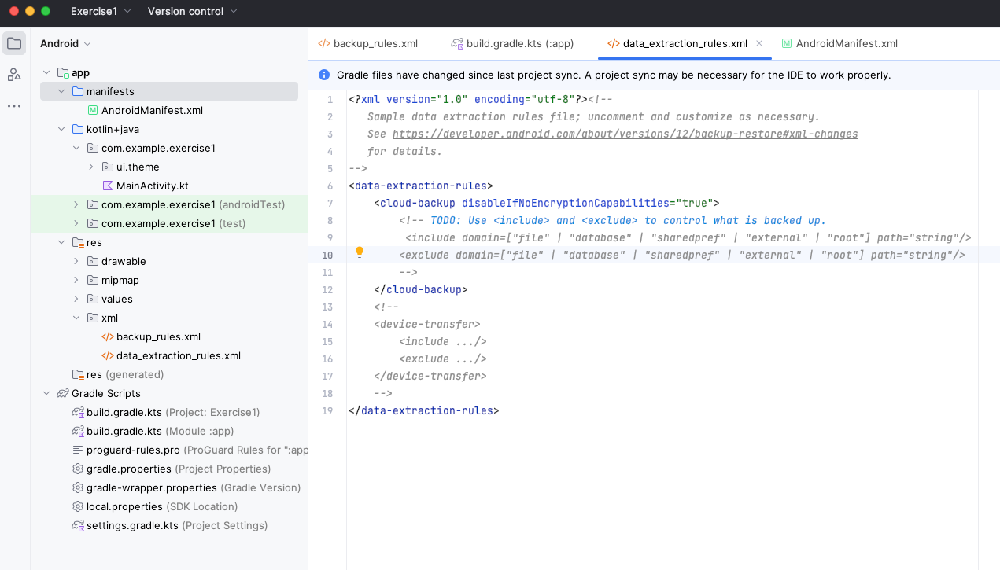 Exercise1 Version control
Android
backup_rules.xml build.gradle.kts (:app) data_extraction_rules.xml AndroidManifest.xml
Gradle files have changed since last project sync. A project sync may be necessary for the IDE to work properly.
app
manifests
AndroidManifest.xml
kotlin+java
com.example.exercise1
ui.theme
MainActivity.kt
com.example.exercise1 (androidTest)
com.example.exercise1 (test)
res
drawable
mipmap
values
xml
backup_rules.xml
data_extraction_rules.xml
res (generated)
Gradle Scripts
build.gradle.kts (Project: Exercise1)
build.gradle.kts (Module :app)
proguard-rules.pro (ProGuard Rules for ":app
gradle.properties (Project Properties)
gradle-wrapper.properties (Gradle Version)
local.properties (SDK Location)
settings.gradle.kts (Project Settings)
1 <?xml version="1.0" encoding="utf-8"?><!--
2 Sample data extraction rules file; uncomment and customize as necessary.
3 See https://developer.android.com/about/versions/12/backup-restore#xml-changes
4 for details.
5 -->
6 <data-extraction-rules>
7 <cloud-backup disableIfNoEncryptionCapabilities="true">
8 <!-- TODO: Use <include> and <exclude> to control what is backed up.
9 <include domain=["file" | "database" | "sharedpref" | "external" | "root"] path="string"/>
10 <exclude domain=["file" | "database" | "sharedpref" | "external" | "root"] path="string"/>
11 -->
12 </cloud-backup>
13 <!--
14 <device-transfer>
15 <include .../>
16 <exclude .../>
17 </device-transfer>
18 -->
19 </data-extraction-rules>